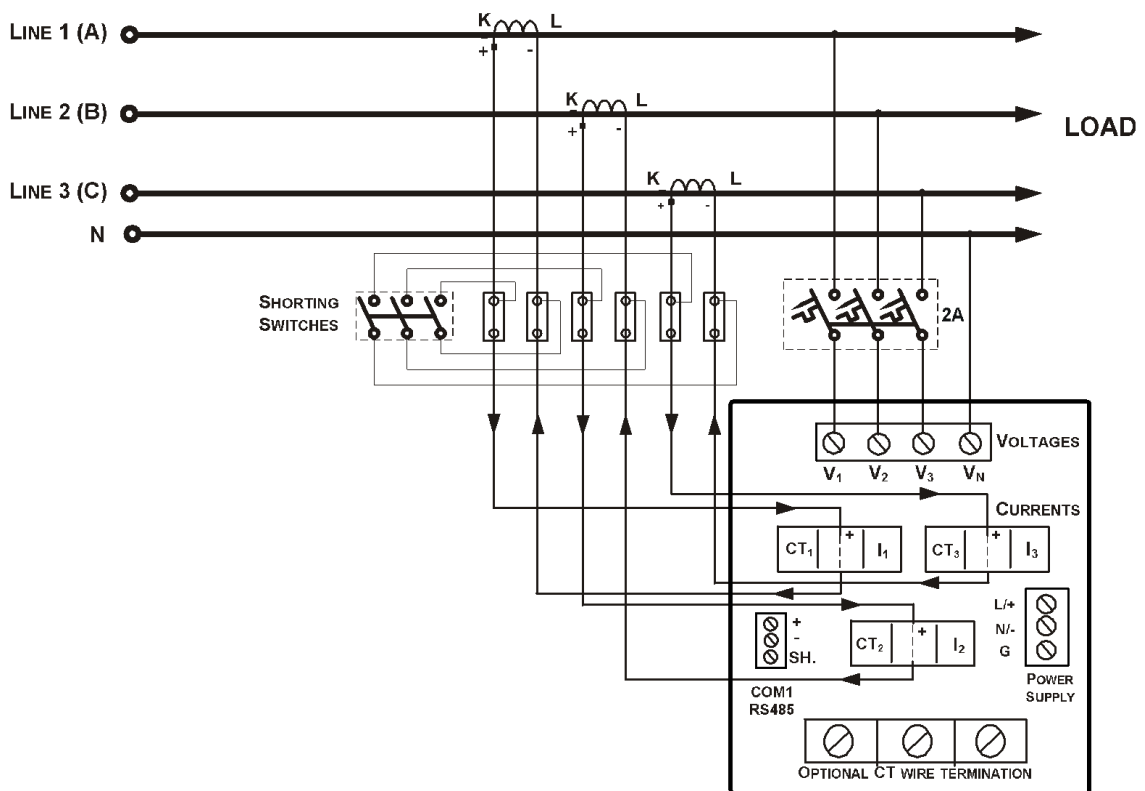 K L
LINE 1 (A)
+ -
K L
LINE 2 (B)
+ -
LOAD
K L
LINE 3 (C)
+ -
N
SHORTING
SWITCHES
2A
VOLTAGES
V1 V2 V3 VN
CURRENTS
CT1 + I1
CT3 + I3
L/+
N/-
G
POWER
SUPPLY
+
-
SH.
COM1
RS485
CT2 + I2
OPTIONAL CT WIRE TERMINATION